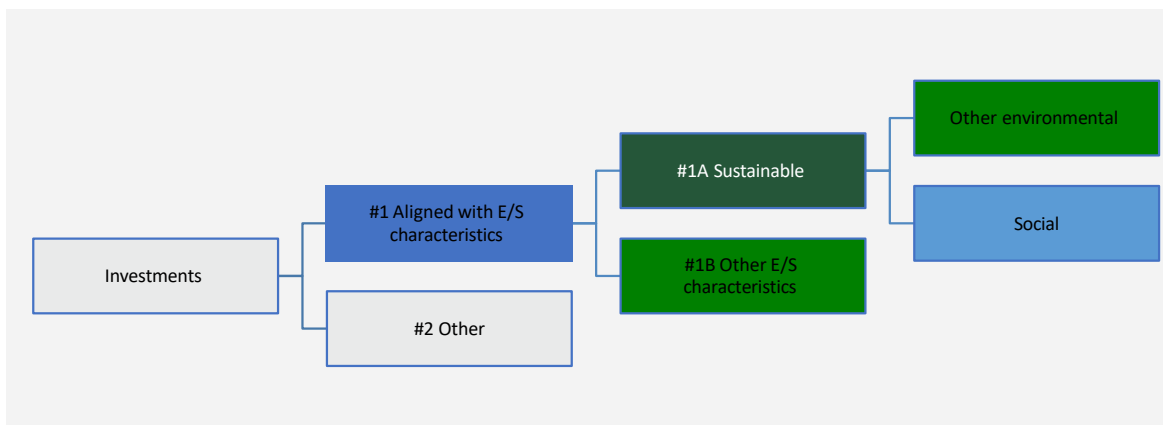 Investments
#1 Aligned with E/S
characteristics
#2 Other
#1A Sustainable
#1B Other E/S
characteristics
Other environmental
Social